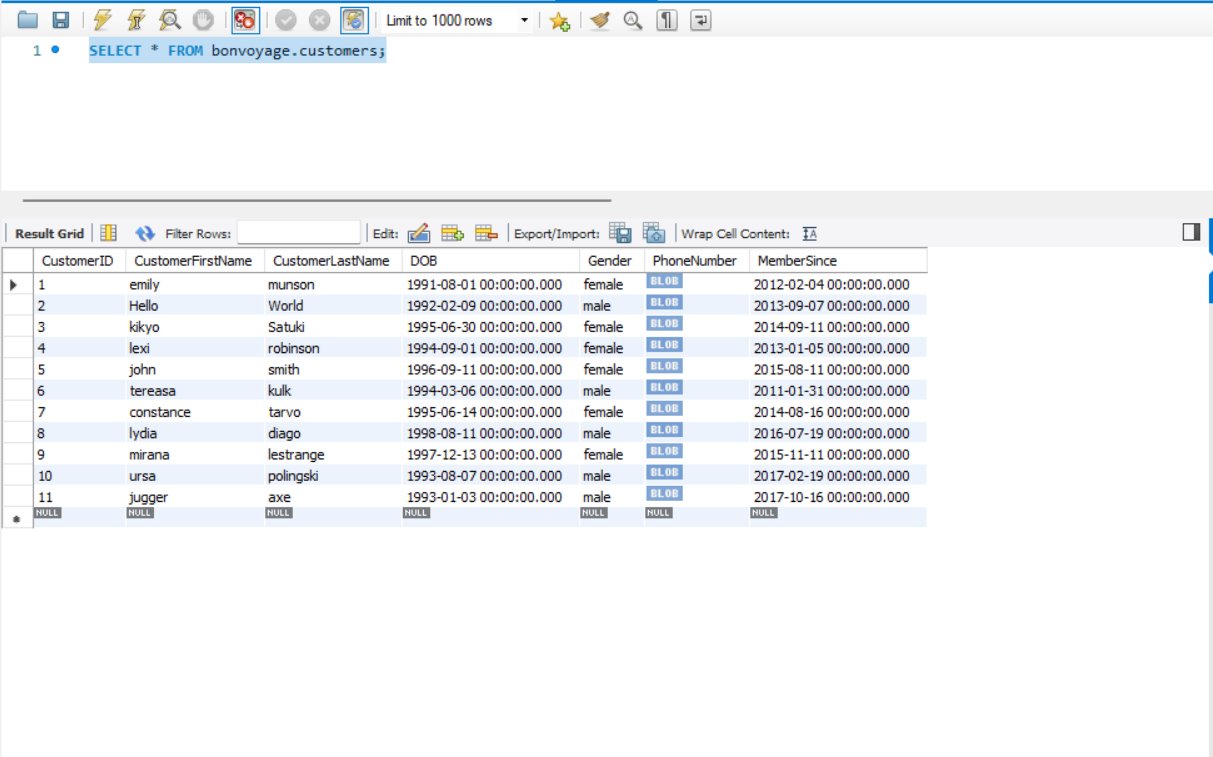 Limit to 1000 rows
1 SELECT * FROM bonvoyage.customers;
Result Grid Filter Rows: Edit: Export/Import: Wrap Cell Content: IA
CustomerID CustomerFirstName CustomerLastName DOB Gender PhoneNumber MemberSince
1 emily munson 1991-08-01 00:00:00.000 female BLOB 2012-02-04 00:00:00.000
2 Hello World 1992-02-09 00:00:00.000 male BLOB 2013-09-07 00:00:00.000
3 kikyo Satuki 1995-06-30 00:00:00.000 female BLOB 2014-09-11 00:00:00.000
4 lexi robinson 1994-09-01 00:00:00.000 female BLOB 2013-01-05 00:00:00.000
5 john smith 1996-09-11 00:00:00.000 female BLOB 2015-08-11 00:00:00.000
6 tereasa kulk 1994-03-06 00:00:00.000 male BLOB 2011-01-31 00:00:00.000
7 constance tarvo 1995-06-14 00:00:00.000 female BLOB 2014-08-16 00:00:00.000
8 lydia diago 1998-08-11 00:00:00.000 male BLOB 2016-07-19 00:00:00.000
9 mirana lestrange 1997-12-13 00:00:00.000 female BLOB 2015-11-11 00:00:00.000
10 ursa polingski 1993-08-07 00:00:00.000 male BLOB 2017-02-19 00:00:00.000
11 jugger axe 1993-01-03 00:00:00.000 male BLOB 2017-10-16 00:00:00.000
NULL NULL NULL NULL NULL NULL NULL